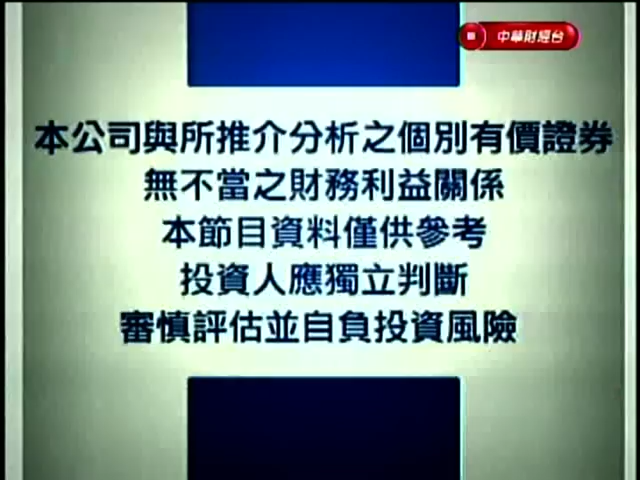 中華財經台
本公司與所推介分析之個別有價證券
無不當之財務利益關係
本節目資料僅供參考
投資人應獨立判斷
審慎評估並自負投資風險